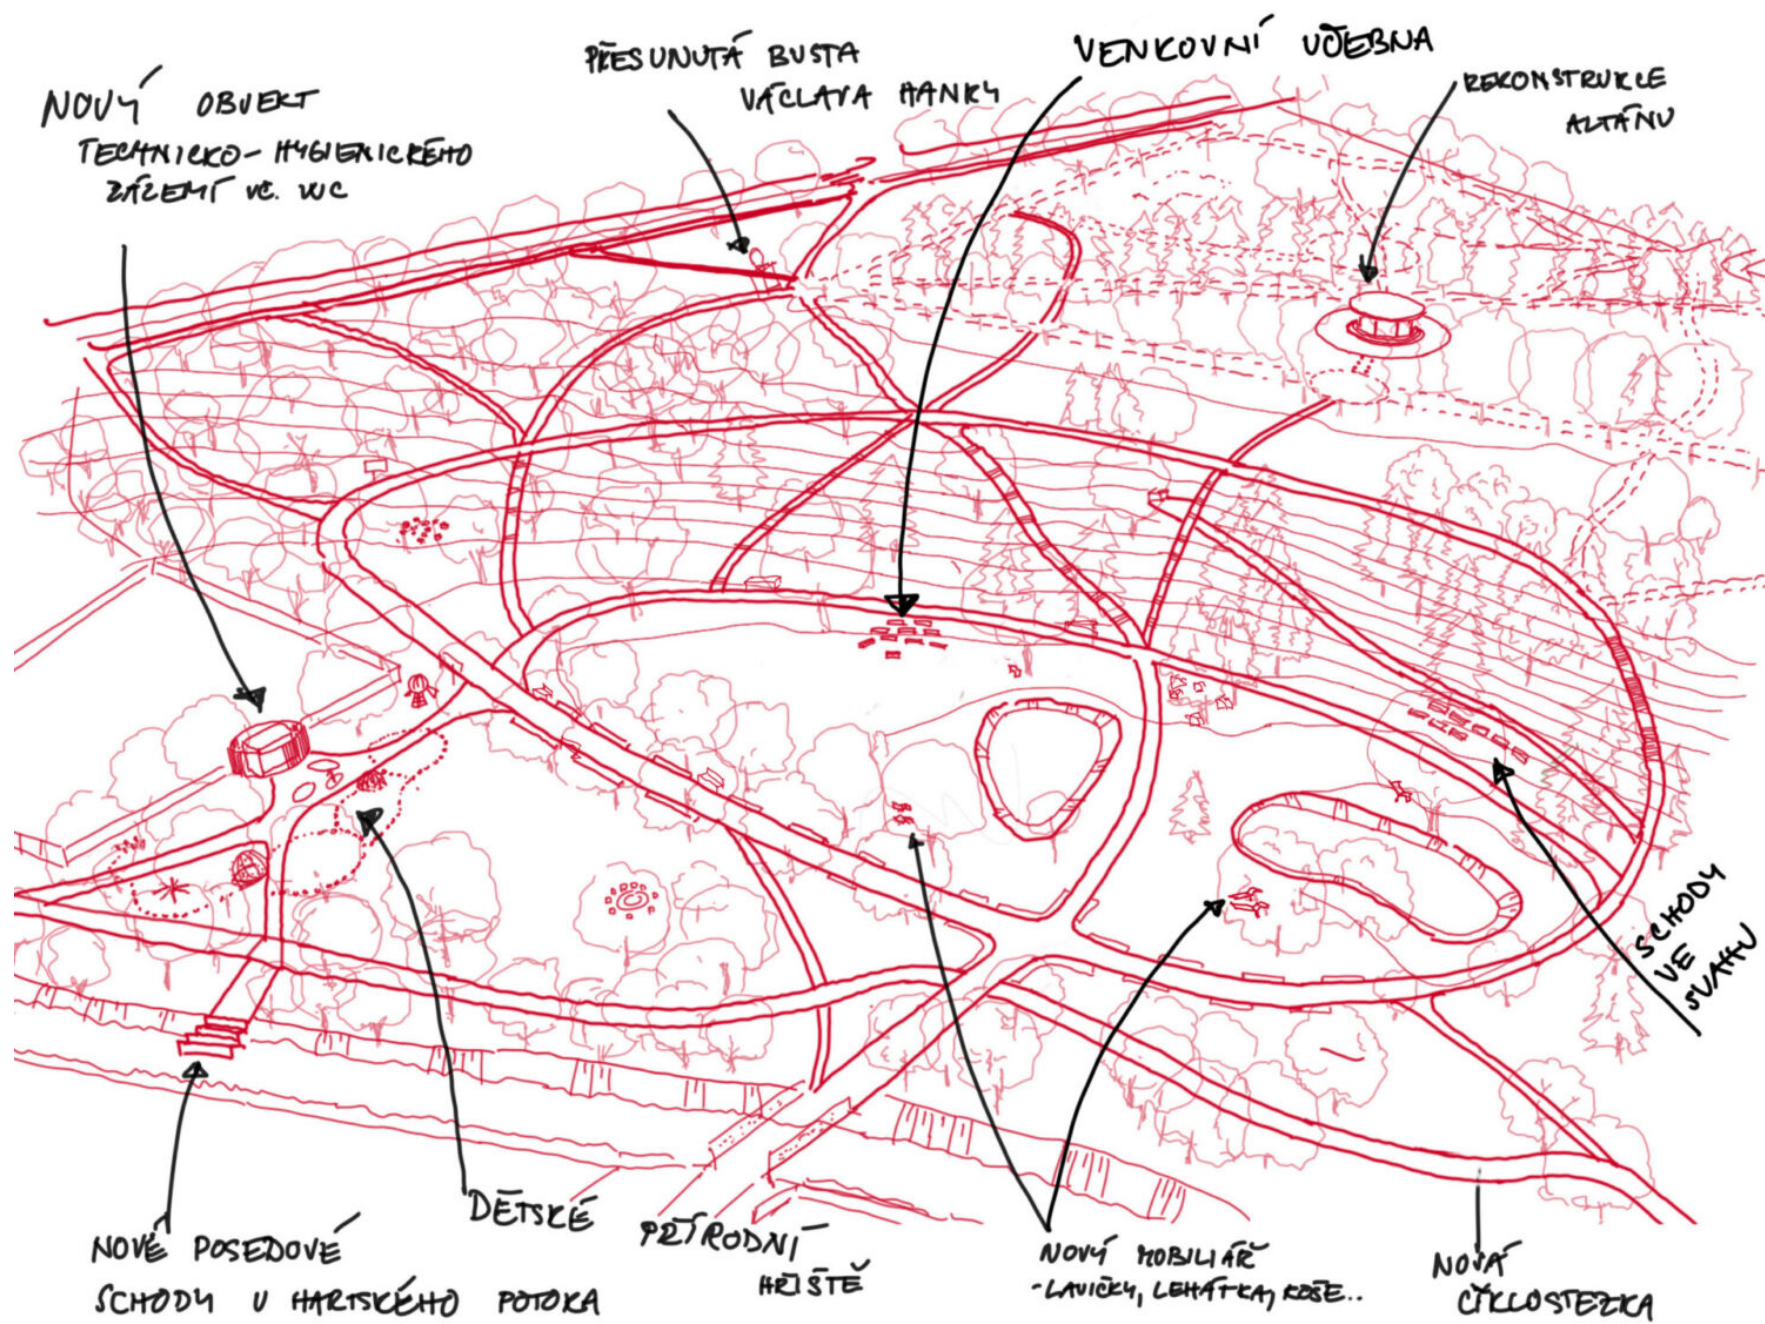 NOVÝ OBJEKT
TECHNICKO-HYGIENICKÉHO
ZÁZEMÍ VČ. WC
PŘESUNUTÁ BUSTA
VÁCLAVA HANKY
VENKOVNÍ UČEBNA
REKONSTRUKCE
ALTÁNU
SCHODY
VE
SVAHU
NOVÉ POSEDOVÉ
SCHODY U HARTSKÉHO POTOKA
DĚTSKÉ
PŘÍRODNÍ
HŘIŠTĚ
NOVÝ MOBILIÁŘ
-LAVIČKY, LEHÁTKA, KOŠE..
NOVÁ
CYKLOSTEZKA